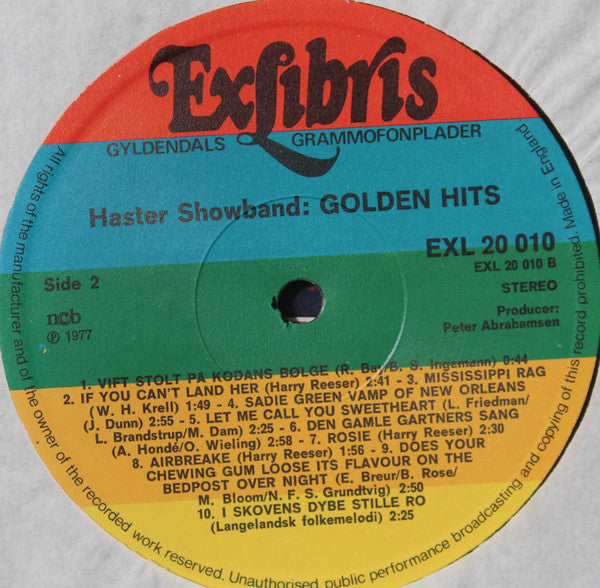 Exlibris
GYLDENDALS GRAMMOFONPLADER
Haster Showband: GOLDEN HITS
EXL 20 010
EXL 20 010 B
Side 2
STEREO
ncb
Ⓟ 1977
Producer:
Peter Abrahamsen
1. VIFT STOLT PÅ KODANS BØLGE (R. Bay/B. S. Ingemann) 0:44
2. IF YOU CAN'T LAND HER (Harry Reeser) 2:41 - 3. MISSISSIPPI RAG
(W. H. Krell) 1:49 - 4. SADIE GREEN VAMP OF NEW ORLEANS
(J. Dunn) 2:55 - 5. LET ME CALL YOU SWEETHEART (L. Friedman/
L. Brandstrup/M. Dam) 2:25 - 6. DEN GAMLE GARTNERS SANG
(A. Hondé/O. Wieling) 2:58 - 7. ROSIE (Harry Reeser) 2:30
8. AIRBREAKE (Harry Reeser) 1:56 - 9. DOES YOUR
CHEWING GUM LOOSE ITS FLAVOUR ON THE
BEDPOST OVER NIGHT (E. Breur/B. Rose/
M. Bloom/N. F. S. Grundtvig) 2:50
10. I SKOVENS DYBE STILLE RO
(Langelandsk folkemelodi) 2:25
All rights of the manufacturer and of the owner of the recorded work reserved. Unauthorised public performance broadcasting and copying of this record prohibited. Made in England.